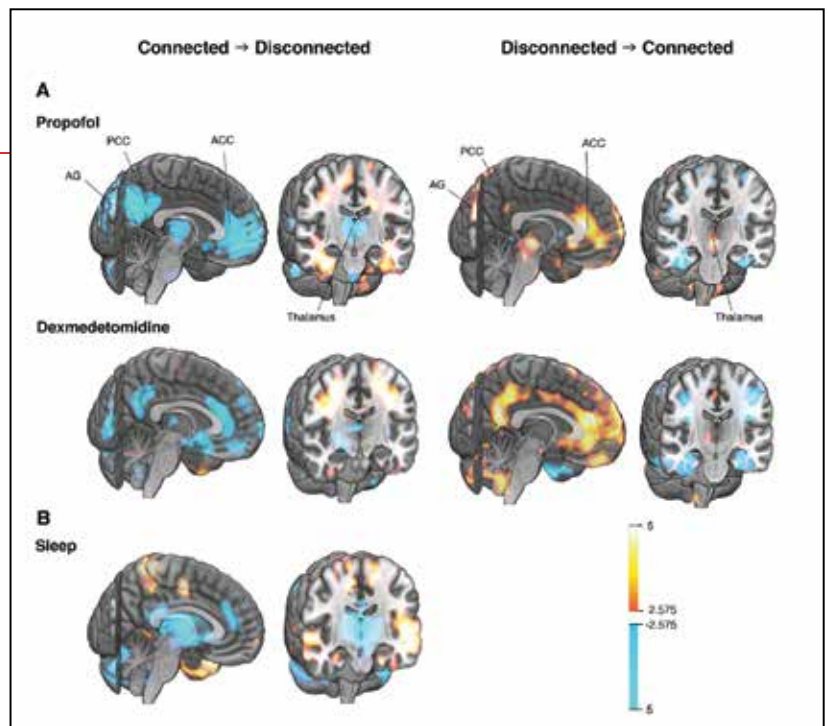 Connected → Disconnected
Disconnected → Connected
A
Propofol
PCC
ACC
AG
Thalamus
PCC
ACC
AG
Thalamus
Dexmedetomidine
B
Sleep
5
2.575
-2.575
5